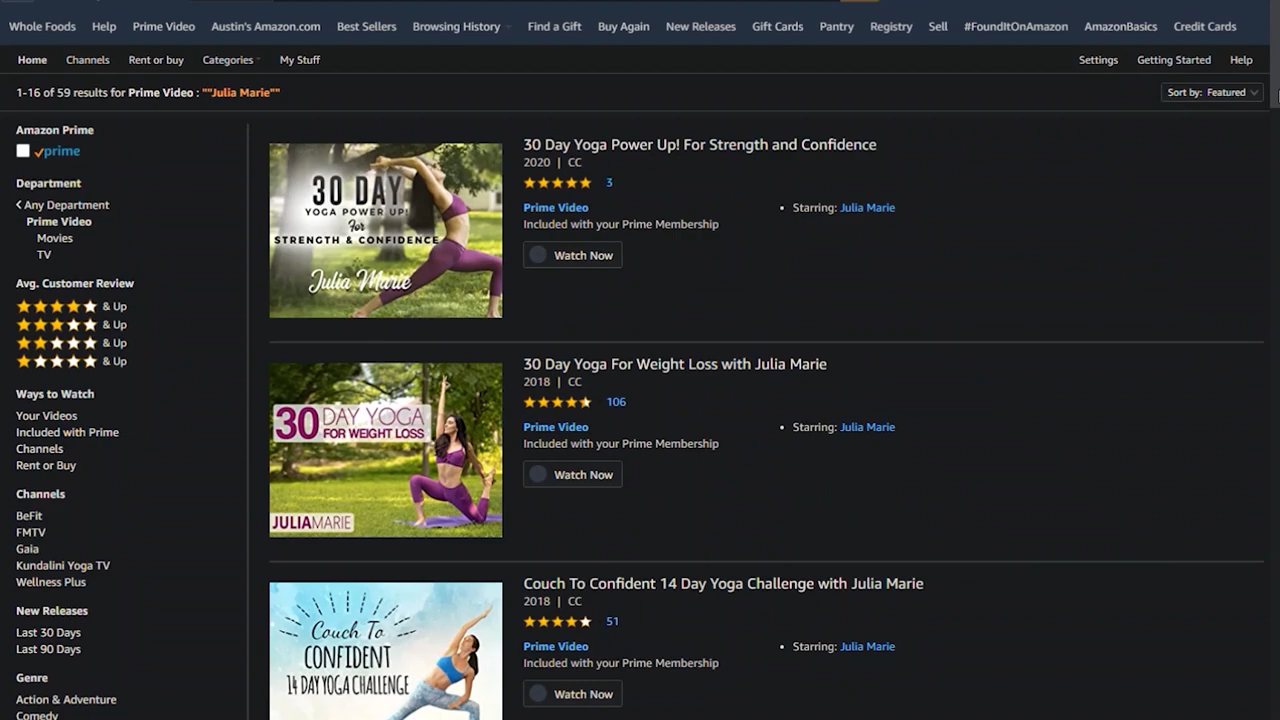 Whole Foods Help Prime Video Austin's Amazon.com Best Sellers Browsing History Find a Gift Buy Again New Releases Gift Cards Pantry Registry Sell #FoundItOnAmazon AmazonBasics Credit Cards
Home Channels Rent or buy Categories My Stuff Settings Getting Started Help
1-16 of 59 results for Prime Video : ""Julia Marie"" Sort by: Featured
Amazon Prime
prime
Department
Any Department
Prime Video
Movies
TV
Avg. Customer Review
& Up
& Up
& Up
& Up
Ways to Watch
Your Videos
Included with Prime
Channels
Rent or Buy
Channels
BeFit
FMTV
Gaia
Kundalini Yoga TV
Wellness Plus
New Releases
Last 30 Days
Last 90 Days
Genre
Action & Adventure
Comedy
30 DAY
YOGA POWER UP!
For
STRENGTH & CONFIDENCE
Julia Marie
30 Day Yoga Power Up! For Strength and Confidence
2020 | CC
3
Prime Video
Included with your Prime Membership
Watch Now
Starring: Julia Marie
30 DAY YOGA
FOR WEIGHT LOSS
JULIAMARIE
30 Day Yoga For Weight Loss with Julia Marie
2018 | CC
106
Prime Video
Included with your Prime Membership
Watch Now
Starring: Julia Marie
Couch To
CONFIDENT
14 DAY YOGA CHALLENGE
Couch To Confident 14 Day Yoga Challenge with Julia Marie
2018 | CC
51
Prime Video
Included with your Prime Membership
Watch Now
Starring: Julia Marie